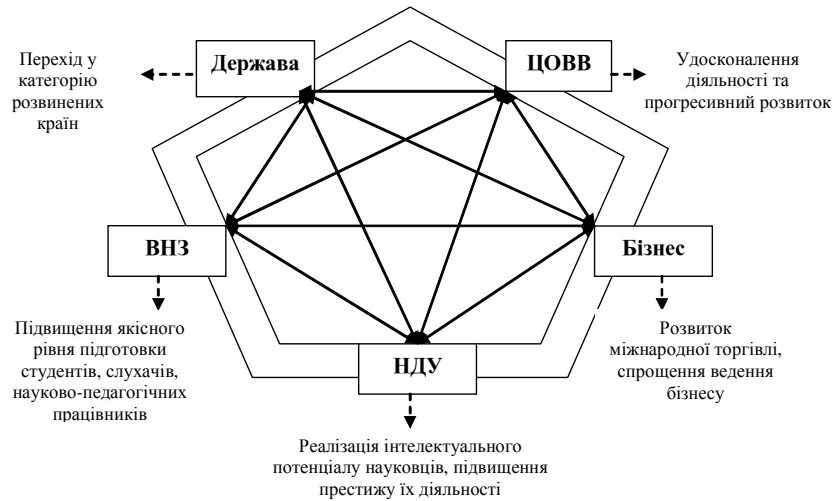 Держава
ЦОВВ
Перехід у
категорію
розвинених
країн
Удосконалення
діяльності та
прогресивний розвиток
ВНЗ
Бізнес
Підвищення якісного
рівня підготовки
студентів, слухачів,
науково-педагогічних
працівників
НДУ
Розвиток
міжнародної торгівлі,
спрощення ведення
бізнесу
Реалізація інтелектуального
потенціалу науковців, підвищення
престижу їх діяльності